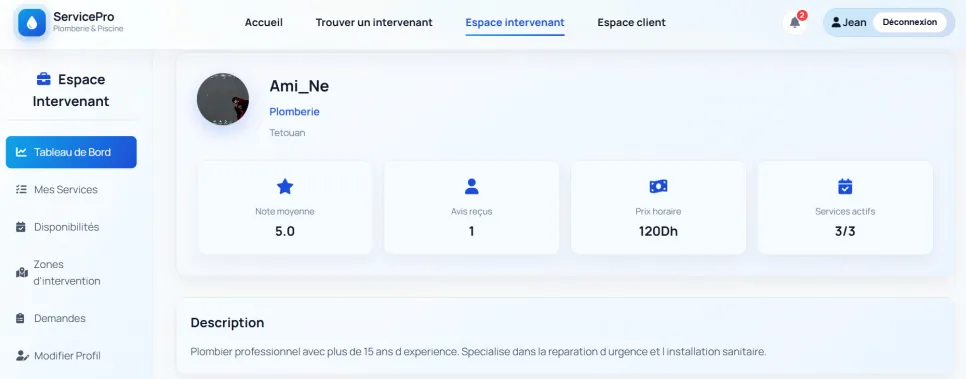 ServicePro
Plomberie & Piscine
Accueil
Trouver un intervenant
Espace intervenant
Espace client
2
Jean
Déconnexion
Espace
Intervenant
Tableau de Bord
Mes Services
Disponibilités
Zones
d'intervention
Demandes
Modifier Profil
Ami_Ne
Plomberie
Tetouan
Note moyenne
5.0
Avis reçus
1
Prix horaire
120Dh
Services actifs
3/3
Description
Plombier professionnel avec plus de 15 ans d experience. Specialise dans la reparation d urgence et l installation sanitaire.